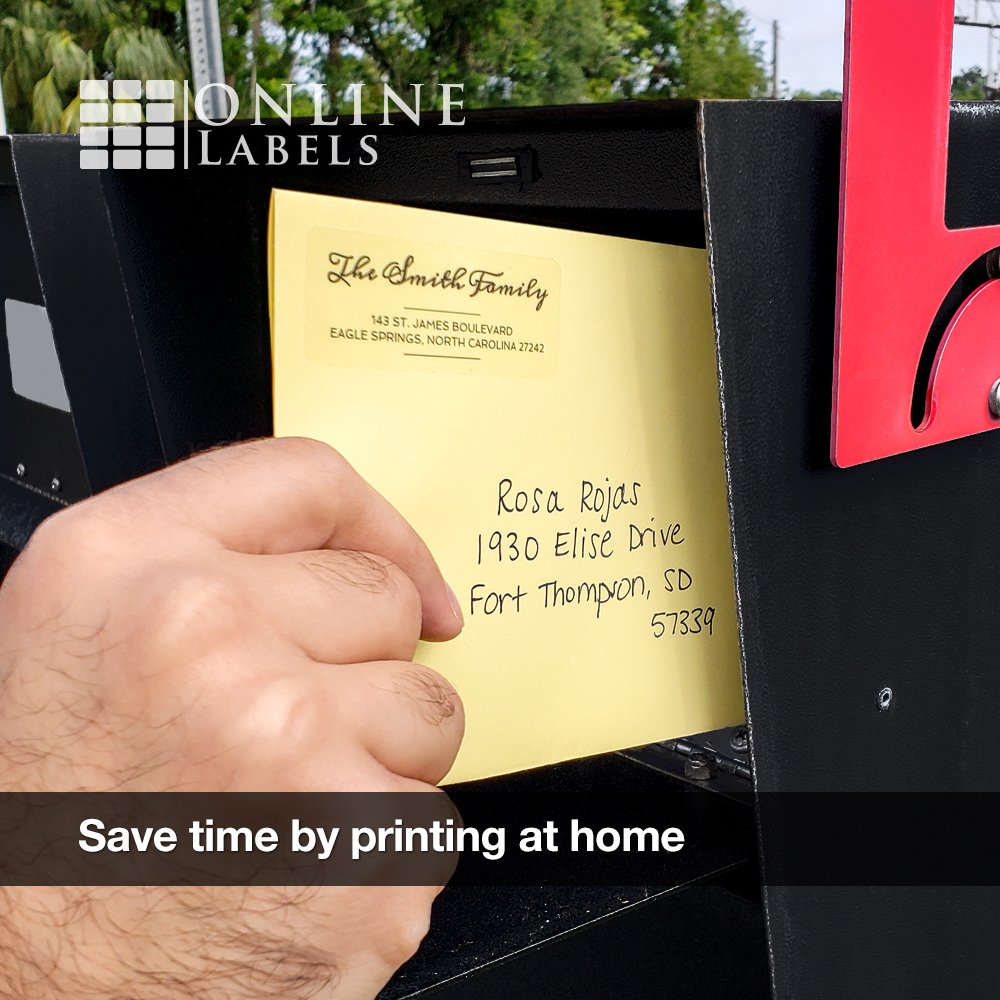 ONLINE
LABELS
The Smith Family
143 ST. JAMES BOULEVARD
EAGLE SPRINGS, NORTH CAROLINA 27242
Rosa Rojas
1930 Elise Drive
Fort Thompson, SD
57339
Save time by printing at home